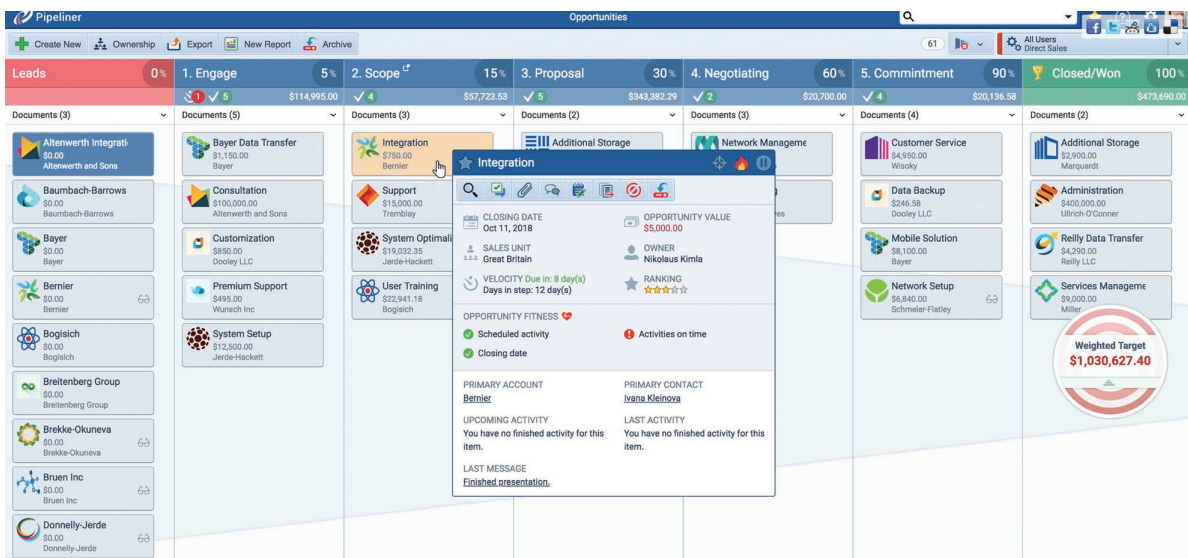 Pipeliner
Opportunities
Create New
Ownership
Export
New Report
Archive
61
All Users
Direct Sales
Leads
0%
1. Engage
5%
2. Scope
15%
3. Proposal
30%
4. Negotiating
60%
5. Commintment
90%
Closed/Won
100%
1
5
$114,995.00
4
$57,723.53
5
$343,382.29
2
$20,700.00
4
$20,136.58
$473,690.00
Documents (3)
Documents (5)
Documents (3)
Documents (2)
Documents (3)
Documents (4)
Documents (2)
Altenwerth Integrati
$0.00
Altenwerth and Sons
Baumbach-Barrows
$0.00
Baumbach-Barrows
Bayer
$0.00
Bayer
Bernier
$0.00
Bernier
Bogisich
$0.00
Bogisich
Breitenberg Group
$0.00
Breitenberg Group
Brekke-Okuneva
$0.00
Brekke-Okuneva
Bruen Inc
$0.00
Bruen Inc
Donnelly-Jerde
$0.00
Donnelly-Jerde
Bayer Data Transfer
$1,150.00
Bayer
Consultation
$100,000.00
Altenwerth and Sons
Customization
$850.00
Dooley LLC
Premium Support
$495.00
Wunsch Inc
System Setup
$12,500.00
Jerde-Hackett
Integration
$750.00
Bernier
Support
$15,000.00
Tremblay
System Optimali
$19,032.35
Jerde-Hackett
User Training
$22,941.18
Bogisich
Additional Storage
Network Manageme
Integration
CLOSING DATE
Oct 11, 2018
OPPORTUNITY VALUE
$5,000.00
SALES UNIT
Great Britain
OWNER
Nikolaus Kimla
VELOCITY Due in: 8 day(s)
Days in step: 12 day(s)
RANKING
OPPORTUNITY FITNESS
Scheduled activity
Activities on time
Closing date
PRIMARY ACCOUNT
Bernier
PRIMARY CONTACT
Ivana Kleinova
UPCOMING ACTIVITY
You have no finished activity for this
item.
LAST ACTIVITY
You have no finished activity for this
item.
LAST MESSAGE
Finished presentation.
Customer Service
$4,950.00
Wisoky
Data Backup
$246.58
Dooley LLC
Mobile Solution
$8,100.00
Bayer
Network Setup
$6,840.00
Schmeler-Flatley
Additional Storage
$2,900.00
Marquardt
Administration
$400,000.00
Ullrich-O'Conner
Reilly Data Transfer
$4,290.00
Reilly LLC
Services Manageme
$9,000.00
Miller
Weighted Target
$1,030,627.40